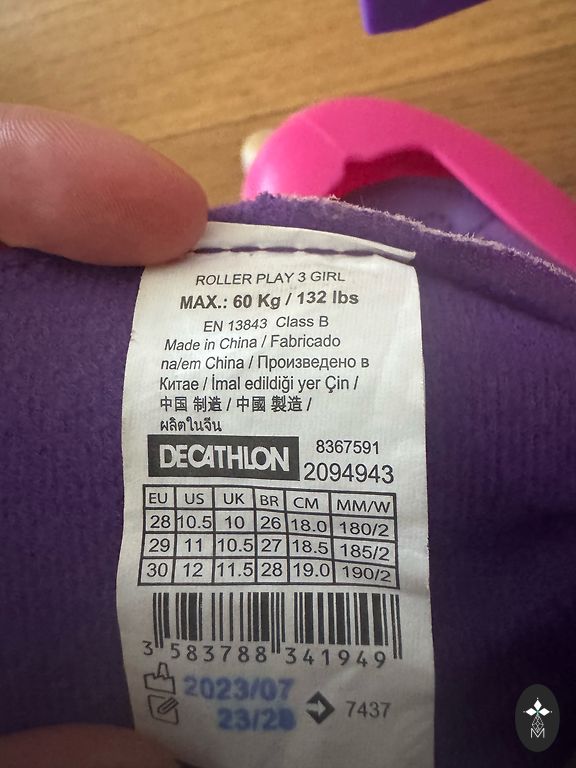 ROLLER PLAY 3 GIRL
MAX.: 60 Kg / 132 lbs
EN 13843 Class B
Made in China / Fabricado
na/em China / Произведено в
Китае / İmal edildiği yer Çin /
中国 制造 / 中國 製造 /
ผลิตในจีน
DECATHLON 8367591
2094943
EU US UK BR CM MM/W
28 10.5 10 26 18.0 180/2
29 11 10.5 27 18.5 185/2
30 12 11.5 28 19.0 190/2
3 583788 341949
2023/07
23/28 7437
M